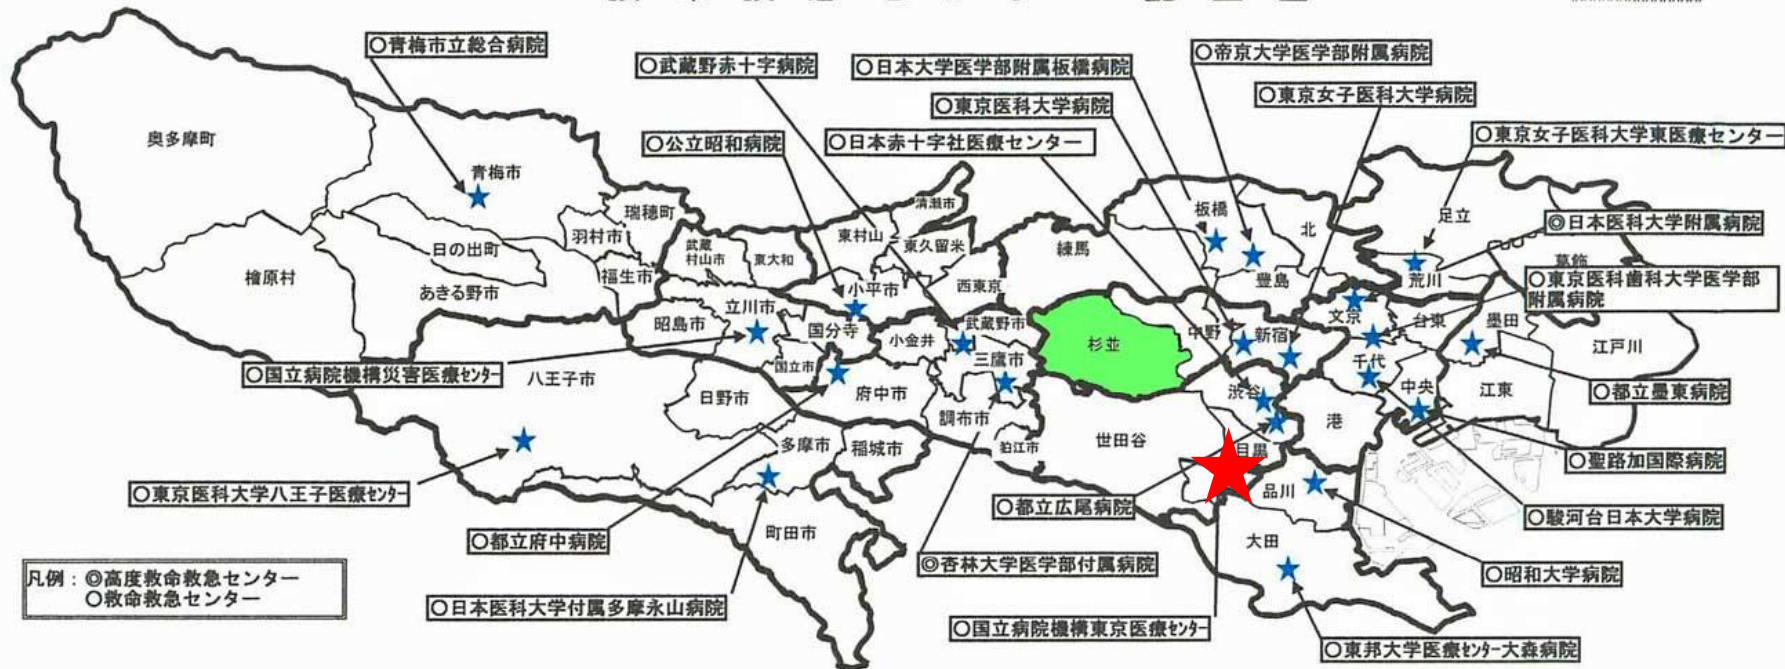 ○青梅市立総合病院
○武蔵野赤十字病院
○日本大学医学部附属板橋病院
○帝京大学医学部附属病院
○東京医科大学病院
○東京女子医科大学病院
○公立昭和病院
○日本赤十字社医療センター
○東京女子医科大学東医療センター
奥多摩町
青梅市
瑞穂町
羽村市
日の出町
福生市
檜原村
あきる野市
武蔵
村山市
東大和
東村山
清瀬市
東久留米
小平市
西東京
練馬
板橋
北
足立
◎日本医科大学附属病院
葛飾
荒川
豊島
○東京医科歯科大学医学部
附属病院
昭島市
立川市
国分寺
小金井
武蔵野市
三鷹市
杉並
中野
新宿
文京
台東
墨田
江戸川
国立市
千代
中央
江東
○国立病院機構災害医療センター
八王子市
日野市
府中市
調布市
渋谷
港
○都立墨東病院
多摩市
稲城市
狛江市
世田谷
目黒
品川
○聖路加国際病院
○東京医科大学八王子医療センター
○都立広尾病院
○駿河台日本大学病院
○都立府中病院
町田市
◎杏林大学医学部付属病院
大田
○昭和大学病院
凡例:◎高度救命救急センター
○救命救急センター
○日本医科大学付属多摩永山病院
○国立病院機構東京医療センター
○東邦大学医療センター大森病院